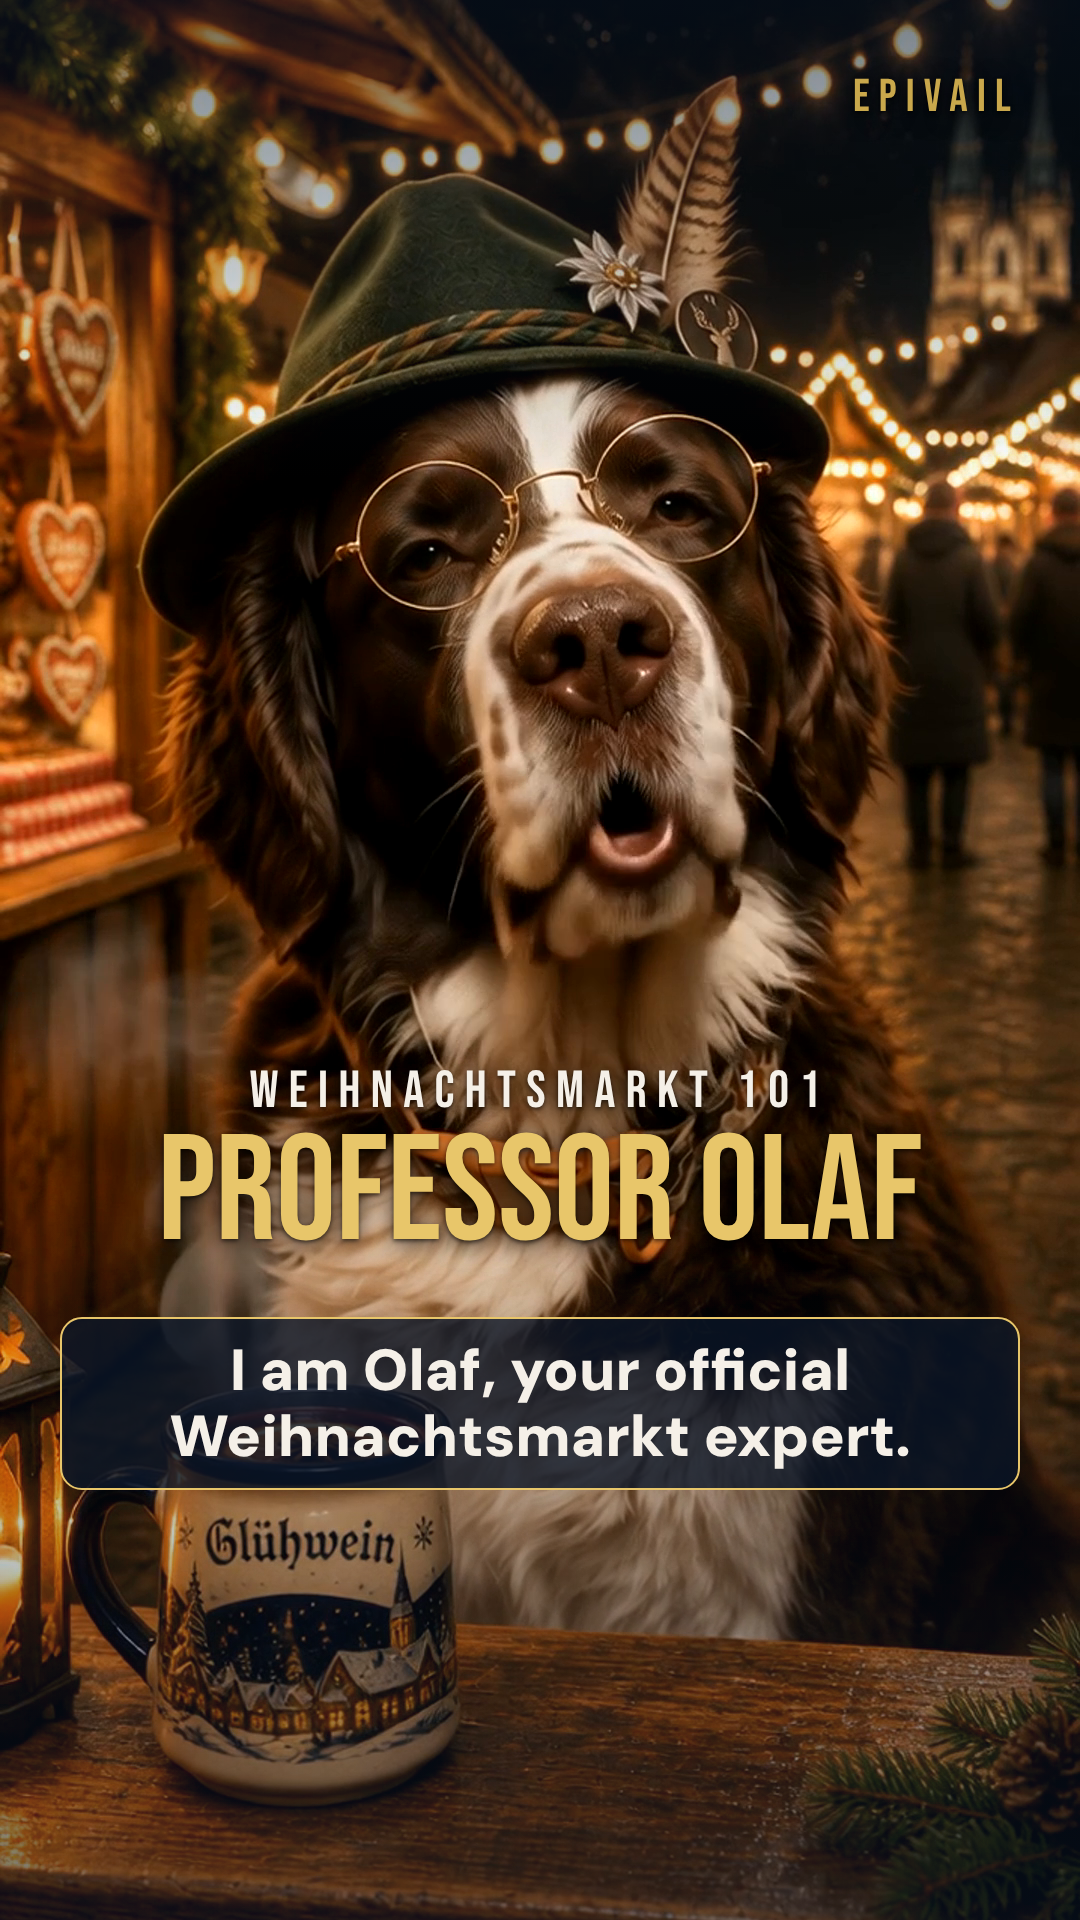 EPIVAIL
WEIHNACHTSMARKT 101
PROFESSOR OLAF
I am Olaf, your official
Weihnachtsmarkt expert.
Glühwein